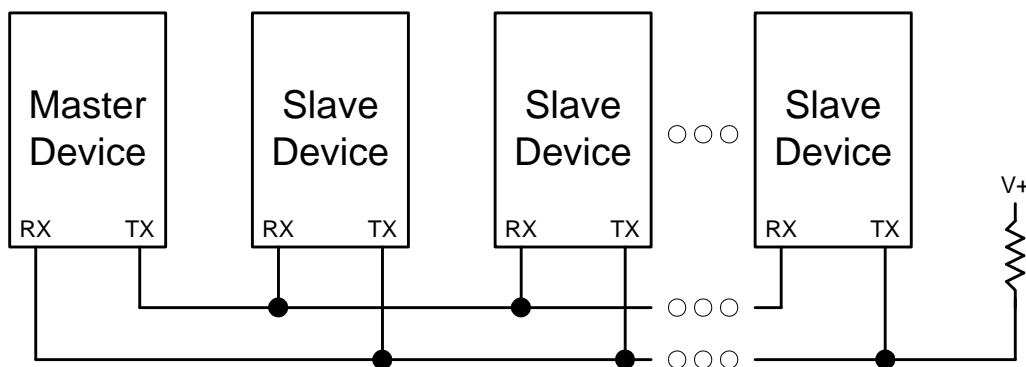 Master
Device
Slave
Device
Slave
Device
Slave
Device
RX TX
RX TX
RX TX
RX TX
V+